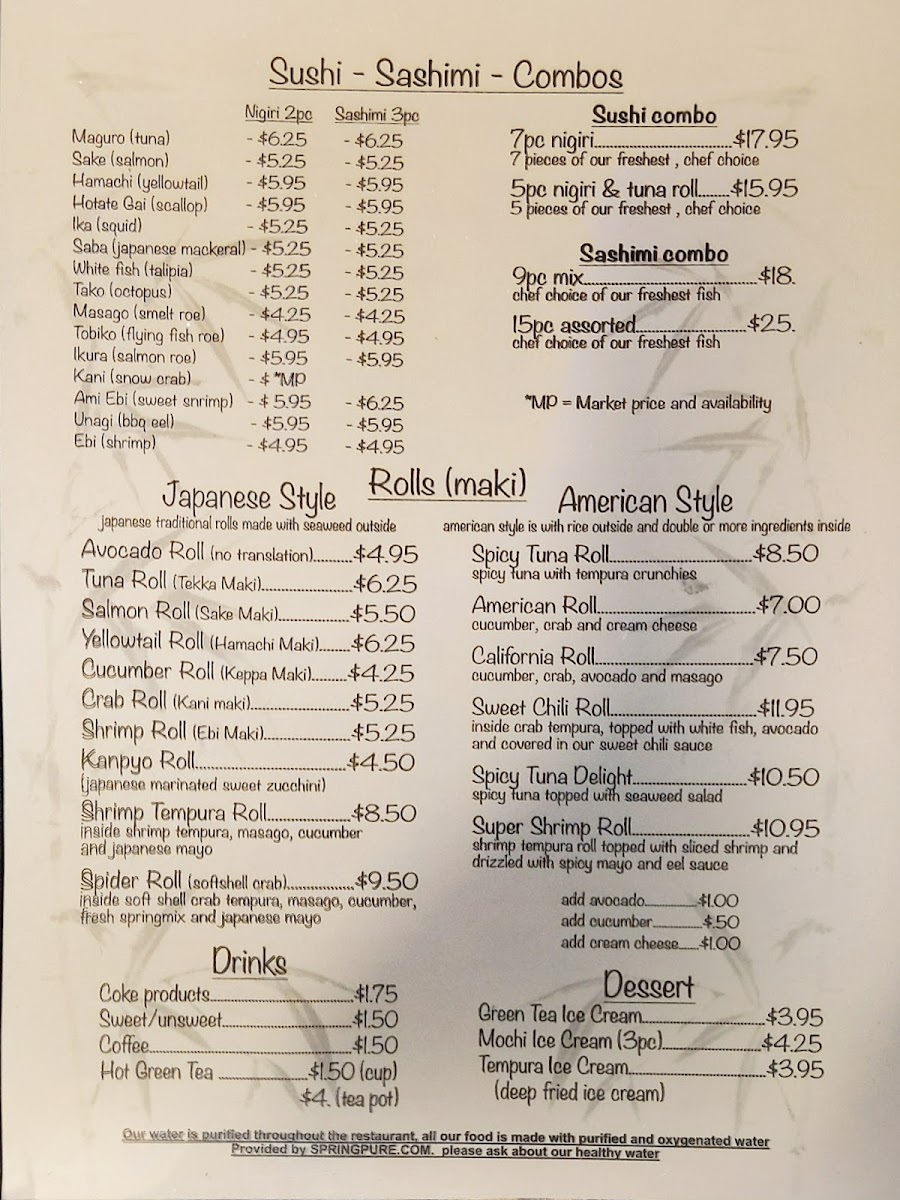 Sushi - Sashimi - Combos
Nigiri 2pc Sashimi 3pc
Maguro (tuna) - $6.25 - $6.25
Sake (salmon) - $5.25 - $5.25
Hamachi (yellowtail) - $5.95 - $5.95
Hotate Gai (scallop) - $5.95 - $5.95
Ika (squid) - $5.25 - $5.25
Saba (japanese mackeral) - $5.25 - $5.25
White fish (talipia) - $5.25 - $5.25
Tako (octopus) - $5.25 - $5.25
Masago (smelt roe) - $4.25 - $4.25
Tobiko (flying fish roe) - $4.95 - $4.95
Ikura (salmon roe) - $5.95 - $5.95
Kani (snow crab) - $ *MP
Ami Ebi (sweet snrimp) - $ 5.95 - $6.25
Unagi (bbq eel) - $5.95 - $5.95
Ebi (shrimp) - $4.95 - $4.95
Sushi combo
7pc nigiri..............................$17.95
7 pieces of our freshest , chef choice
5pc nigiri & tuna roll.......$15.95
5 pieces of our freshest , chef choice
Sashimi combo
9pc mix......................................$18.
chef choice of our freshest fish
15pc assorted........................$25.
chef choice of our freshest fish
*MP = Market price and availability
Rolls (maki)
Japanese Style
japanese traditional rolls made with seaweed outside
Avocado Roll (no translation)..........$4.95
Tuna Roll (Tekka Maki)......................$6.25
Salmon Roll (Sake Maki)..................$5.50
Yellowtail Roll (Hamachi Maki)........$6.25
Cucumber Roll (Keppa Maki).........$4.25
Crab Roll (Kani maki).........................$5.25
Shrimp Roll (Ebi Maki)......................$5.25
Kanpyo Roll......................................$4.50
(japanese marinated sweet zucchini)
Shrimp Tempura Roll....................$8.50
inside shrimp tempura, masago, cucumber
and japanese mayo
Spider Roll (softshell crab).................$9.50
inside soft shell crab tempura, masago, cucumber,
fresh springmix and japanese mayo
American Style
american style is with rice outside and double or more ingredients inside
Spicy Tuna Roll....................................$8.50
spicy tuna with tempura crunchies
American Roll........................................$7.00
cucumber, crab and cream cheese
California Roll........................................$7.50
cucumber, crab, avocado and masago
Sweet Chili Roll.....................................$11.95
inside crab tempura, topped with white fish, avocado
and covered in our sweet chili sauce
Spicy Tuna Delight.............................$10.50
spicy tuna topped with seaweed salad
Super Shrimp Roll..............................$10.95
shrimp tempura roll topped with sliced shrimp and
drizzled with spicy mayo and eel sauce
add avocado..............$1.00
add cucumber.............$.50
add cream cheese......$1.00
Drinks
Coke products....................................$1.75
Sweet/unsweet.................................$1.50
Coffee....................................................$1.50
Hot Green Tea .......................$1.50 (cup)
$4. (tea pot)
Dessert
Green Tea Ice Cream...............................$3.95
Mochi Ice Cream (3pc).........................$4.25
Tempura Ice Cream..................................$3.95
(deep fried ice cream)
Our water is purified throughout the restaurant, all our food is made with purified and oxygenated water
Provided by SPRINGPURE.COM. please ask about our healthy water